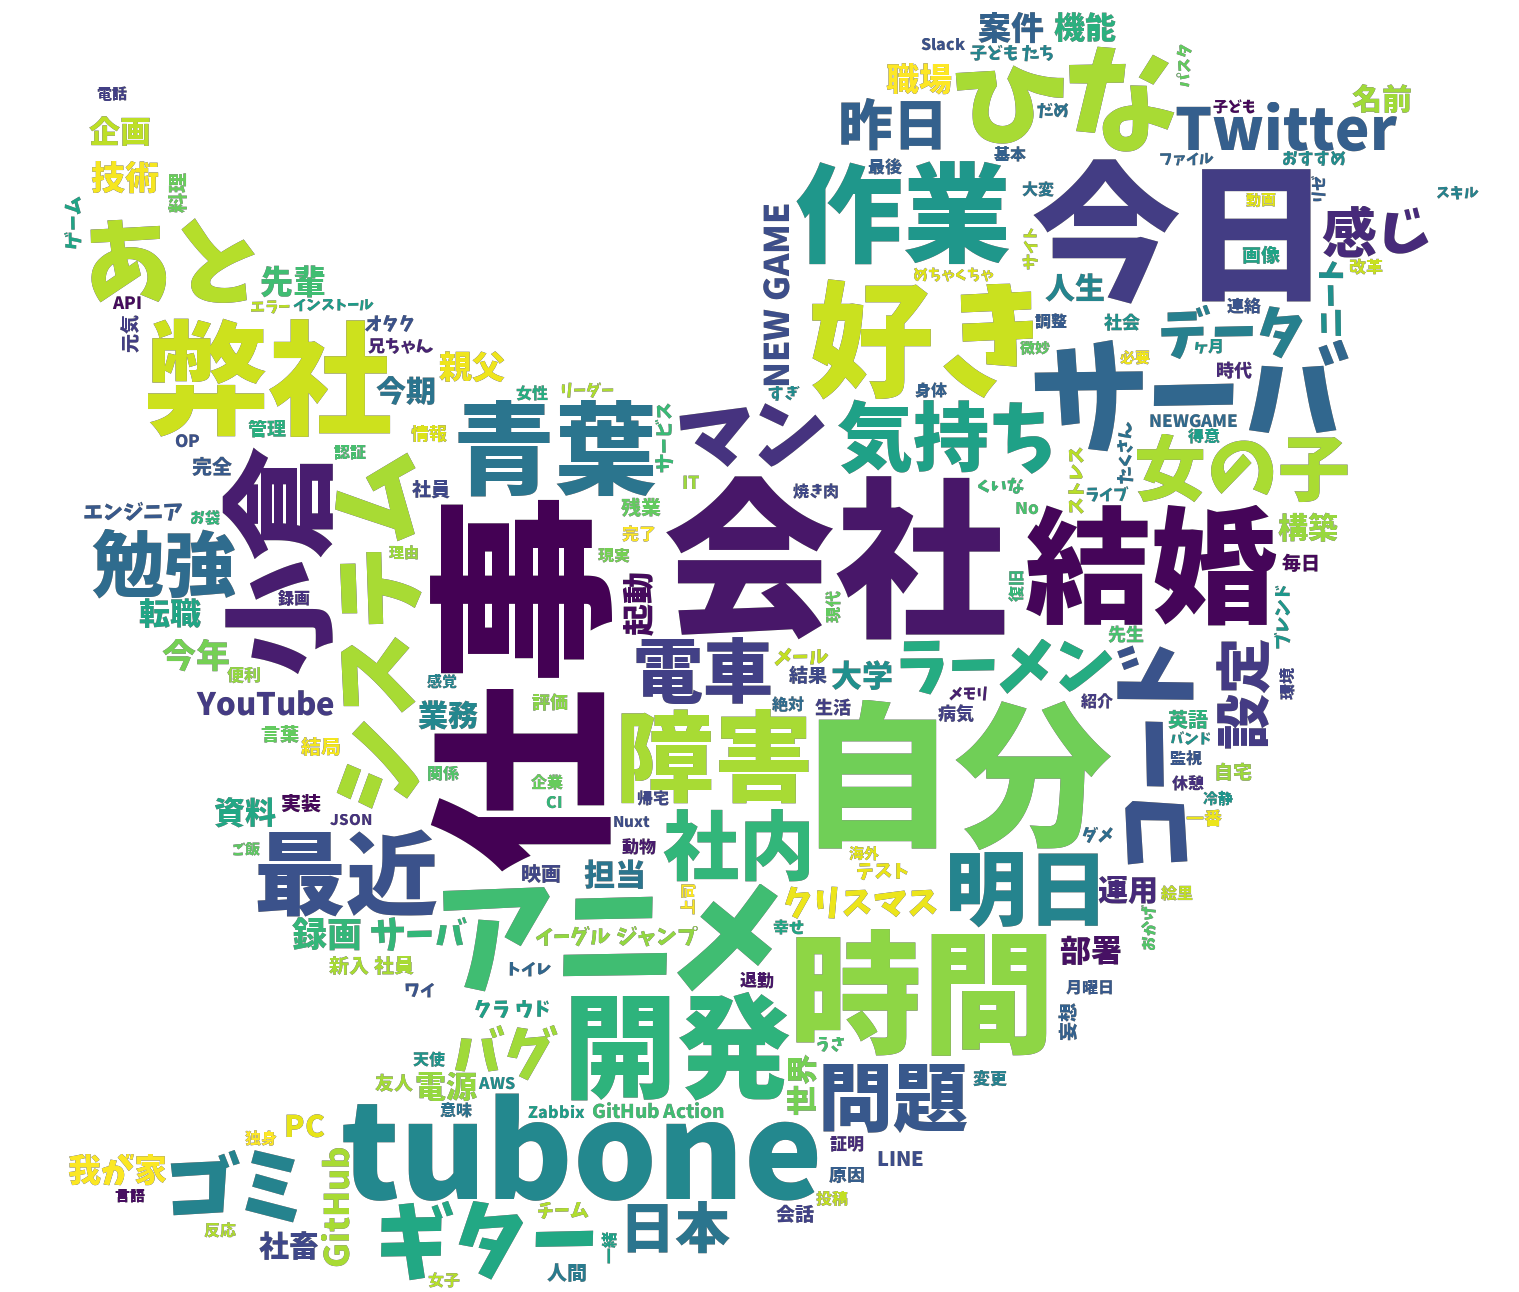 案件 機能
Slack 子どもたち
職場 ひな パスタ
電話
企画
昨日 だめ Twitter 子ども 名前
基本 ファイル おすすめ
技術 料理
最後 作業 今日 大変 リゼ スキル
動画
ゲーム あと
NEW GAME 感じ
サイト 画像 改革
先輩 めちゃくちゃ 人生
API エラー インストール
元気 オタク 好き 調整 社会 連絡 データ ニート
弊社 兄ちゃん 微妙 ヶ月
親父 サーバ 必要 時代
今期 女性 リーダー すぎ 身体
青葉 サービス マン 気持ち NEWGAME
管理 情報 得意
OP 認証 たくさん 女の子
完全 小倉 システム 社員 IT 焼き肉 くいな ストレス ライブ
エンジニア お袋 残業 会社 No 結婚 構築
勉強 理由 完了 現実 毎日
録画 起動 現代 復旧 ブレンド
転職 仕事 先生
今年 便利 電車 メール ラーメン ユニット
感覚 結果 大学 設定 環境
YouTube 業務 評価 絶対 生活 メモリ 紹介
病気 英語
言葉 結局 障害 自分 バンド
監視
関係 企業 自宅
CI 帰宅 休憩
資料 実装 冷静
JSON Nuxt 社内 コード 一番
ご飯 最近 動物 ダメ
映画 担当 海外 明日
テスト 運用 絵里
アニメ 上司 クリスマス おかげ
録画 サーバ イーグル ジャンプ 幸せ 時間 部署
新入 社員 トイレ
ワイ 退勤 月曜日
クラウド 開発 妄想
バグ うさ
天使
友人 電源 AWS 世界 問題 変更
意味 Zabbix GitHub Action
PC tubone
独身 証明
我が家 ゴミ LINE
言語 GitHub 原因
投稿
反応 ギター チーム 日本 会話
社畜 一緒
人間
女子